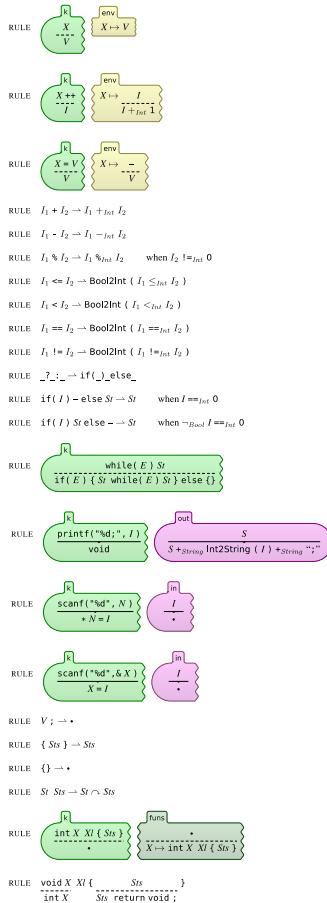 k env
RULE X X ↦ V
V
k env
RULE X ++ X ↦ I
I I +Int 1
k env
RULE X = V X ↦ –
V V
RULE I1 + I2 ⇀ I1 +Int I2
RULE I1 - I2 ⇀ I1 −Int I2
RULE I1 % I2 ⇀ I1 %Int I2 when I2 !=Int 0
RULE I1 <= I2 ⇀ Bool2Int ( I1 ≤Int I2 )
RULE I1 < I2 ⇀ Bool2Int ( I1 <Int I2 )
RULE I1 == I2 ⇀ Bool2Int ( I1 ==Int I2 )
RULE I1 != I2 ⇀ Bool2Int ( I1 !=Int I2 )
RULE _?_:_ ⇀ if(_)_else_
RULE if( I ) – else St ⇀ St when I ==Int 0
RULE if( I ) St else – ⇀ St when ¬Bool I ==Int 0
k
RULE while( E ) St
if( E ) { St while( E ) St } else {}
k out
RULE printf("%d;", I ) S
void S +String Int2String ( I ) +String ";"
k in
RULE scanf("%d", N ) I
* N = I •
k in
RULE scanf("%d",& X ) I
X = I •
RULE V ; ⇀ •
RULE { Sts } ⇀ Sts
RULE {} ⇀ •
RULE St Sts ⇀ St ↷ Sts
k funs
RULE int X Xl { Sts } •
• X ↦ int X Xl { Sts }
RULE void X Xl { Sts }
int X Sts return void ;